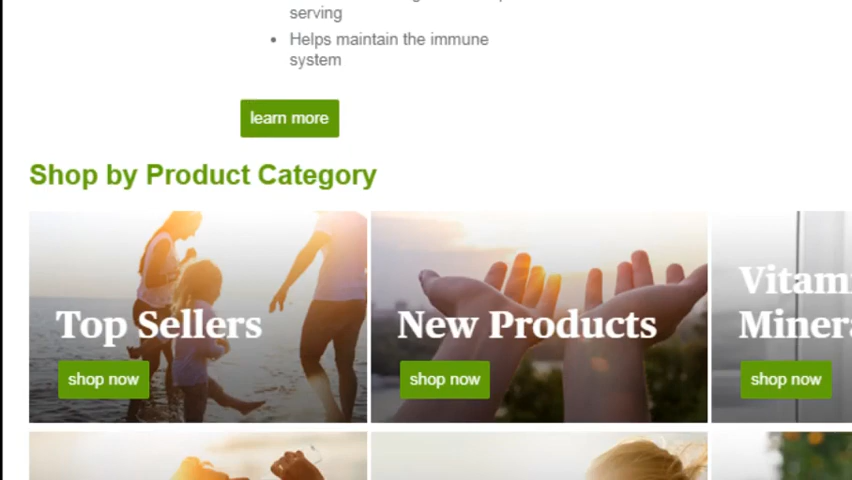 serving
Helps maintain the immune
system
learn more
Shop by Product Category
Top Sellers
shop now
New Products
shop now
Vitam
Minera
shop now